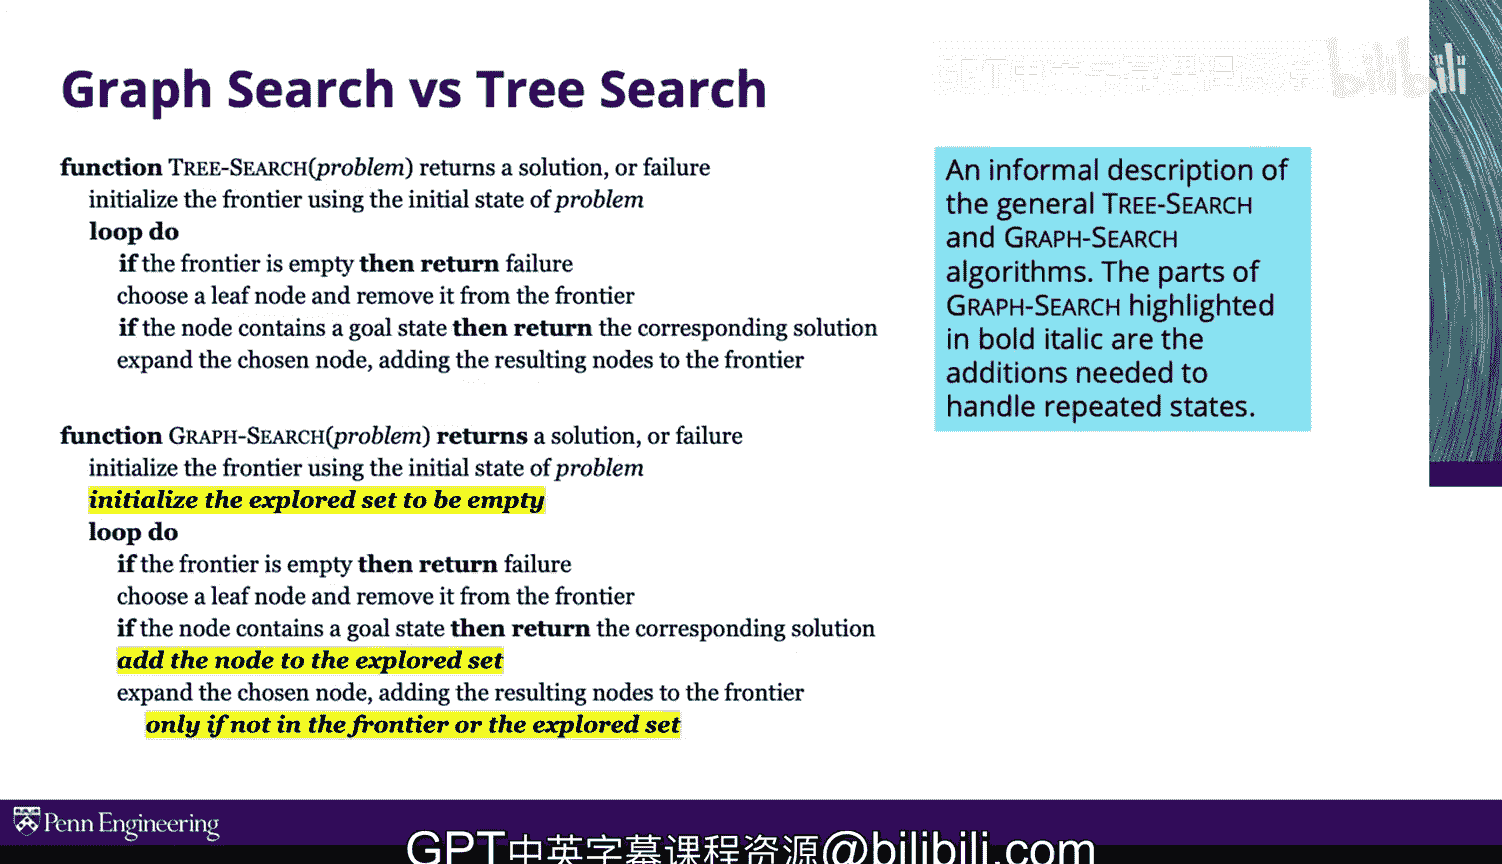 Graph Search vs Tree Search
bilibili
function TREE-SEARCH(problem) returns a solution, or failure
initialize the frontier using the initial state of problem
loop do
if the frontier is empty then return failure
choose a leaf node and remove it from the frontier
if the node contains a goal state then return the corresponding solution
expand the chosen node, adding the resulting nodes to the frontier
function GRAPH-SEARCH(problem) returns a solution, or failure
initialize the frontier using the initial state of problem
initialize the explored set to be empty
loop do
if the frontier is empty then return failure
choose a leaf node and remove it from the frontier
if the node contains a goal state then return the corresponding solution
add the node to the explored set
expand the chosen node, adding the resulting nodes to the frontier
only if not in the frontier or the explored set
An informal description of
the general TREE-SEARCH
and GRAPH-SEARCH
algorithms. The parts of
GRAPH-SEARCH highlighted
in bold italic are the
additions needed to
handle repeated states.
Penn Engineering
GPT中英字幕课程资源@bilibili.com